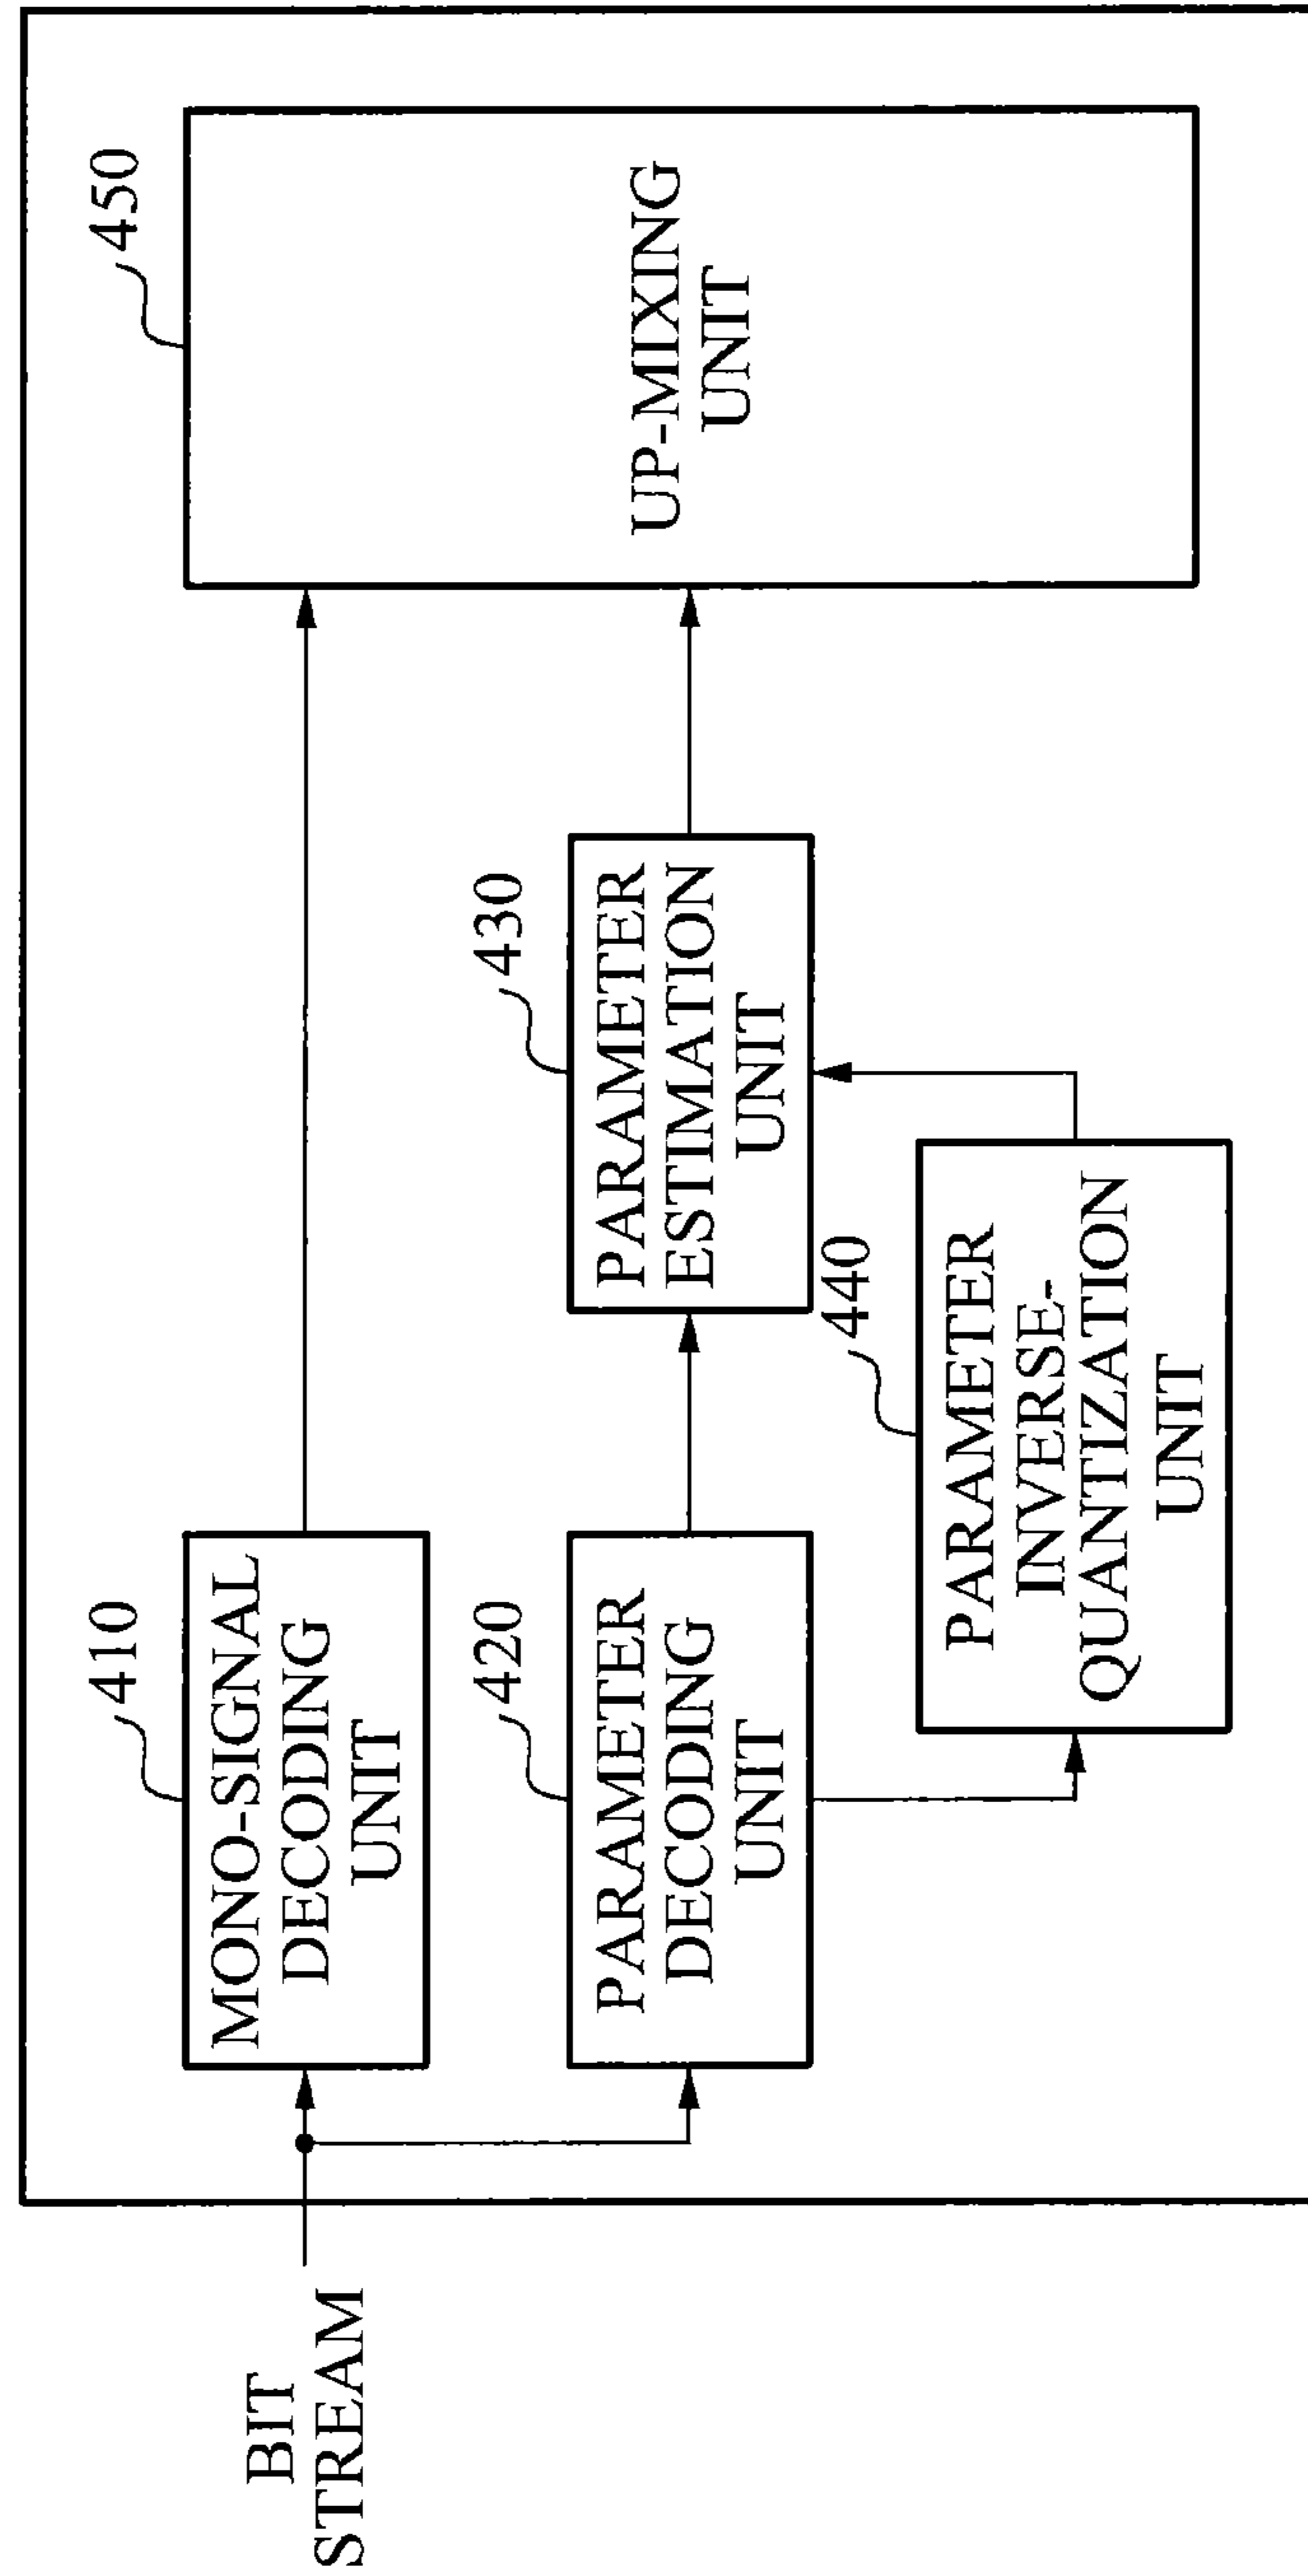 BIT
STREAM
410
MONO-SIGNAL
DECODING
UNIT
420
PARAMETER
DECODING
UNIT
430
PARAMETER
ESTIMATION
UNIT
440
PARAMETER
INVERSE-
QUANTIZATION
UNIT
450
UP-MIXING
UNIT